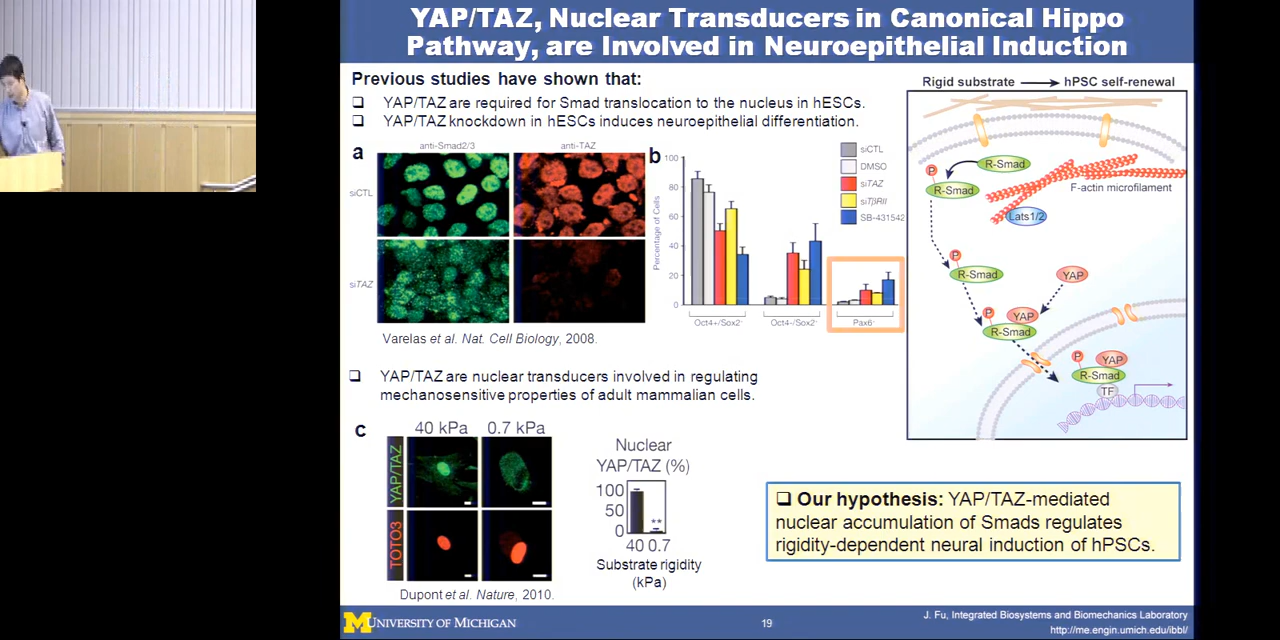 YAP/TAZ, Nuclear Transducers in Canonical Hippo
Pathway, are Involved in Neuroepithelial Induction
Previous studies have shown that:
❑ YAP/TAZ are required for Smad translocation to the nucleus in hESCs.
❑ YAP/TAZ knockdown in hESCs induces neuroepithelial differentiation.
a
anti-Smad2/3
anti-TAZ
siCTL
siTAZ
b
Percentage of Cells
100
80
60
40
20
0
siCTL
DMSO
siTAZ
siTβRII
SB-431542
Oct4+/Sox2+
Oct4-/Sox2+
Pax6+
Varelas et al. Nat. Cell Biology, 2008.
❑ YAP/TAZ are nuclear transducers involved in regulating
mechanosensitive properties of adult mammalian cells.
c
40 kPa
0.7 kPa
YAP/TAZ
TOTO3
Nuclear
YAP/TAZ (%)
100
50
0
**
40 0.7
Substrate rigidity
(kPa)
Dupont et al. Nature, 2010.
Rigid substrate
hPSC self-renewal
R-Smad
P
R-Smad
F-actin microfilament
Lats1/2
P
R-Smad
YAP
P
YAP
R-Smad
P
YAP
R-Smad
TF
❑ Our hypothesis: YAP/TAZ-mediated
nuclear accumulation of Smads regulates
rigidity-dependent neural induction of hPSCs.
M
UNIVERSITY OF MICHIGAN
19
J. Fu, Integrated Biosystems and Biomechanics Laboratory
http://me.engin.umich.edu/ibbl/